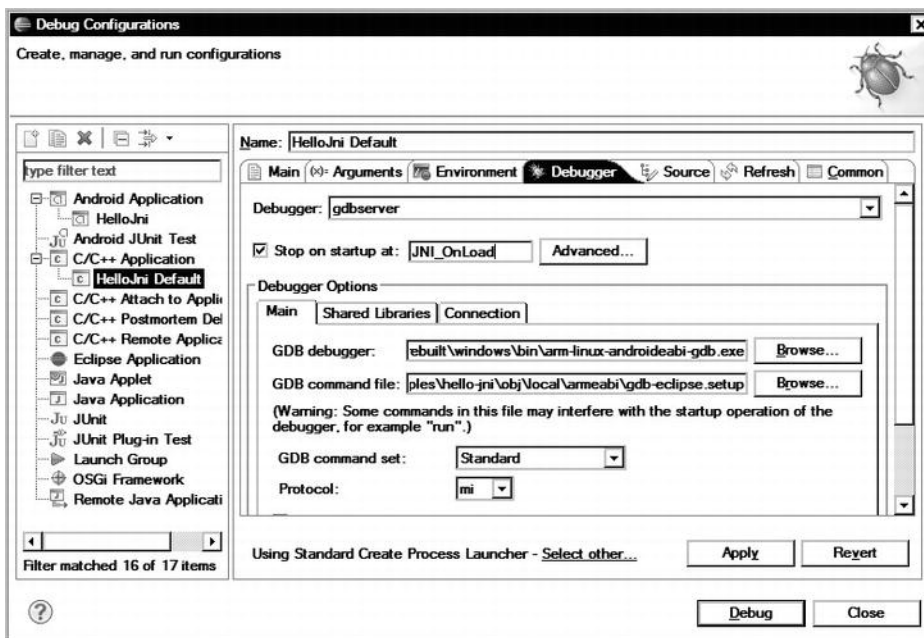 Debug Configurations
Create, manage, and run configurations
type filter text
Android Application
HelloJni
Android JUnit Test
C/C++ Application
HelloJni Default
C/C++ Attach to Applic
C/C++ Postmortem Del
C/C++ Remote Applica
Eclipse Application
Java Applet
Java Application
JUnit
JUnit Plug-in Test
Launch Group
OSGi Framework
Remote Java Applicati
Filter matched 16 of 17 items
Name: HelloJni Default
Main (x)= Arguments Environment Debugger Source Refresh Common
Debugger: gdbserver
Stop on startup at: JNI_OnLoad Advanced...
Debugger Options
Main Shared Libraries Connection
GDB debugger: ebuilt\windows\bin\arm-linux-androideabi-gdb.exe Browse...
GDB command file: ples\hello-jni\obj\local\armeabi\gdb-eclipse.setup Browse...
(Warning: Some commands in this file may interfere with the startup operation of the
debugger, for example "run".)
GDB command set: Standard
Protocol: mi
Using Standard Create Process Launcher - Select other... Apply Revert
Debug Close